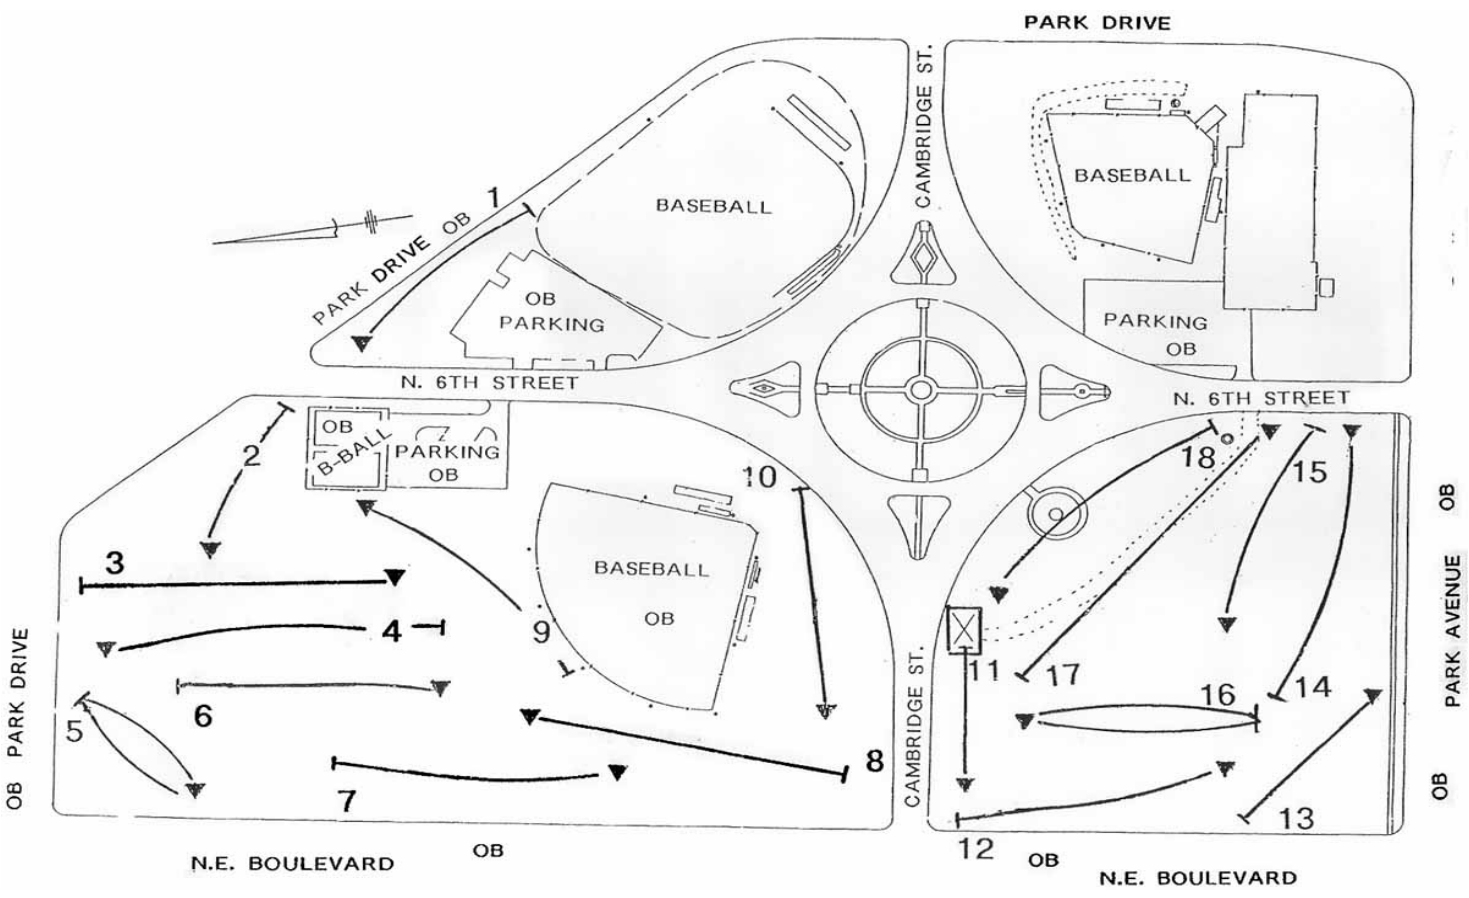 PARK DRIVE
CAMBRIDGE ST.
BASEBALL
BASEBALL
1
OB
PARK DRIVE
OB
PARKING
PARKING
OB
N. 6TH STREET
N. 6TH STREET
2
OB
B-BALL
PARKING
OB
10
18
15
OB
3
BASEBALL
OB
4
9
11
17
14
16
PARK AVENUE
PARK DRIVE
5
6
8
CAMBRIDGE ST.
7
OB
OB
12
13
OB
OB
N.E. BOULEVARD
N.E. BOULEVARD